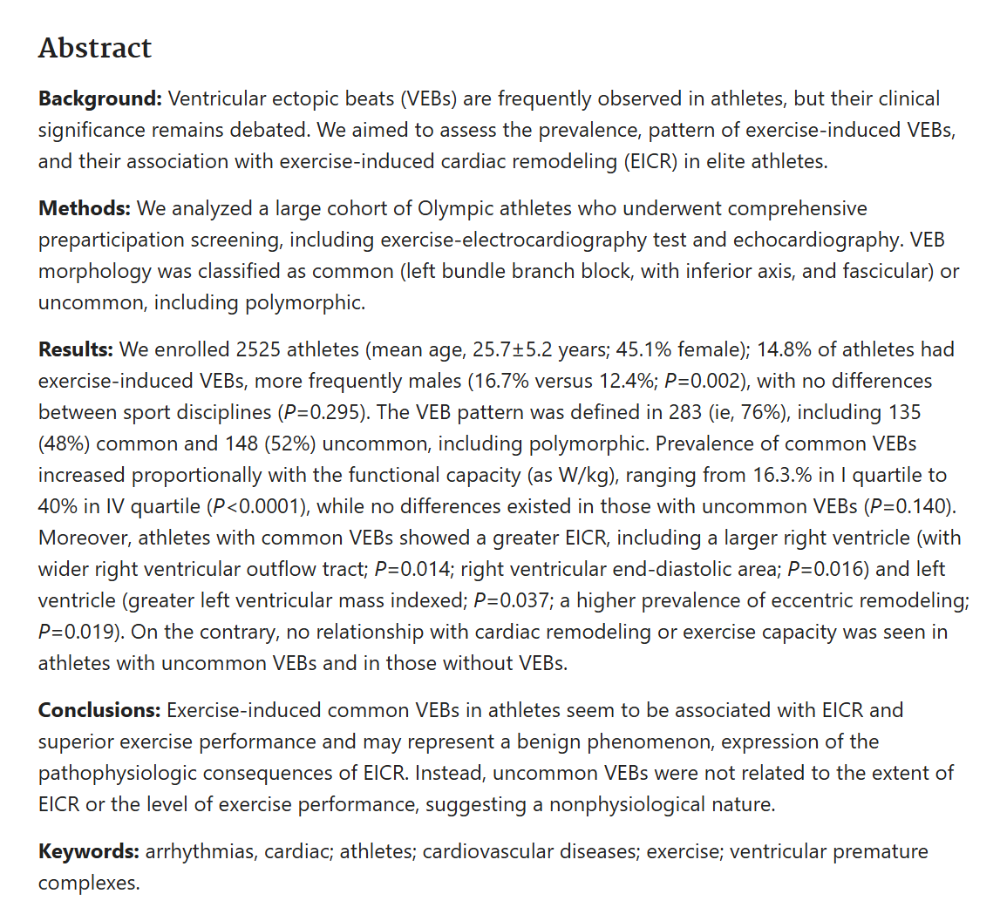 Abstract
Background: Ventricular ectopic beats (VEBs) are frequently observed in athletes, but their clinical
significance remains debated. We aimed to assess the prevalence, pattern of exercise-induced VEBs,
and their association with exercise-induced cardiac remodeling (EICR) in elite athletes.
Methods: We analyzed a large cohort of Olympic athletes who underwent comprehensive
preparticipation screening, including exercise-electrocardiography test and echocardiography. VEB
morphology was classified as common (left bundle branch block, with inferior axis, and fascicular) or
uncommon, including polymorphic.
Results: We enrolled 2525 athletes (mean age, 25.7±5.2 years; 45.1% female); 14.8% of athletes had
exercise-induced VEBs, more frequently males (16.7% versus 12.4%; P=0.002), with no differences
between sport disciplines (P=0.295). The VEB pattern was defined in 283 (ie, 76%), including 135
(48%) common and 148 (52%) uncommon, including polymorphic. Prevalence of common VEBs
increased proportionally with the functional capacity (as W/kg), ranging from 16.3.% in I quartile to
40% in IV quartile (P<0.0001), while no differences existed in those with uncommon VEBs (P=0.140).
Moreover, athletes with common VEBs showed a greater EICR, including a larger right ventricle (with
wider right ventricular outflow tract; P=0.014; right ventricular end-diastolic area; P=0.016) and left
ventricle (greater left ventricular mass indexed; P=0.037; a higher prevalence of eccentric remodeling;
P=0.019). On the contrary, no relationship with cardiac remodeling or exercise capacity was seen in
athletes with uncommon VEBs and in those without VEBs.
Conclusions: Exercise-induced common VEBs in athletes seem to be associated with EICR and
superior exercise performance and may represent a benign phenomenon, expression of the
pathophysiologic consequences of EICR. Instead, uncommon VEBs were not related to the extent of
EICR or the level of exercise performance, suggesting a nonphysiological nature.
Keywords: arrhythmias, cardiac; athletes; cardiovascular diseases; exercise; ventricular premature
complexes.